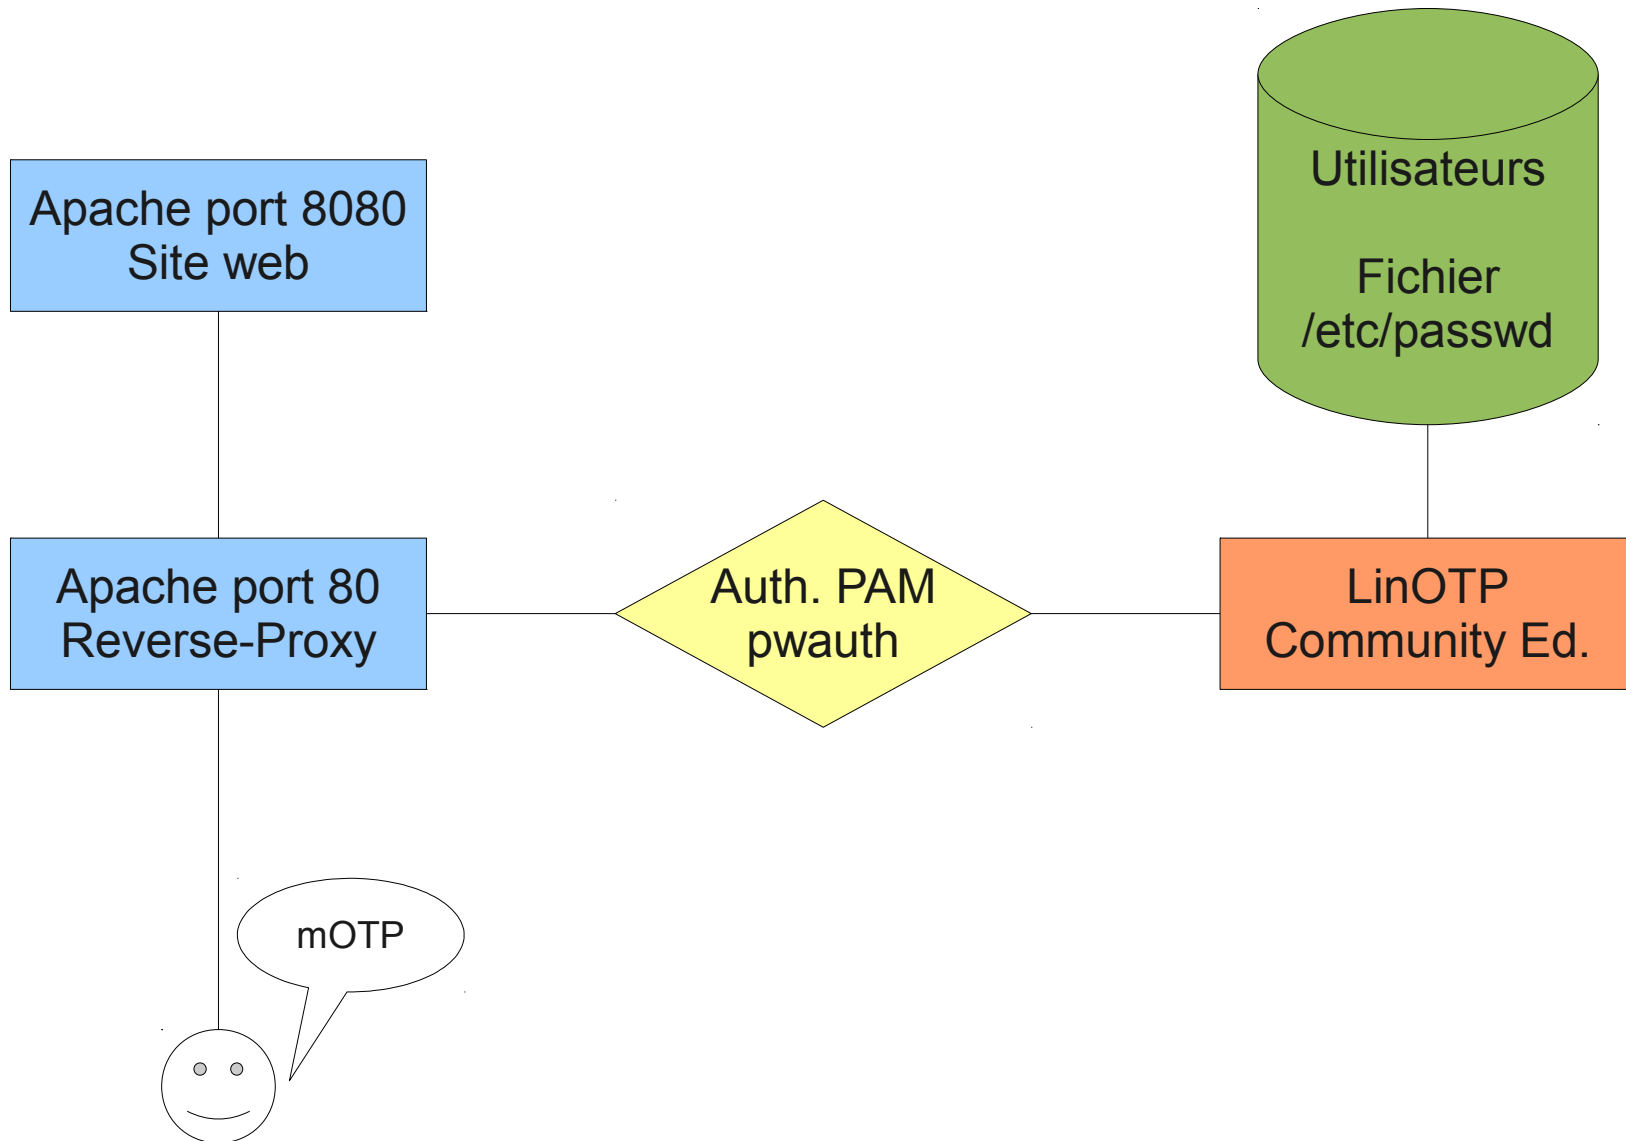 Utilisateurs
Fichier
/etc/passwd
Apache port 8080
Site web
Apache port 80
Reverse-Proxy
Auth. PAM
pwauth
LinOTP
Community Ed.
mOTP